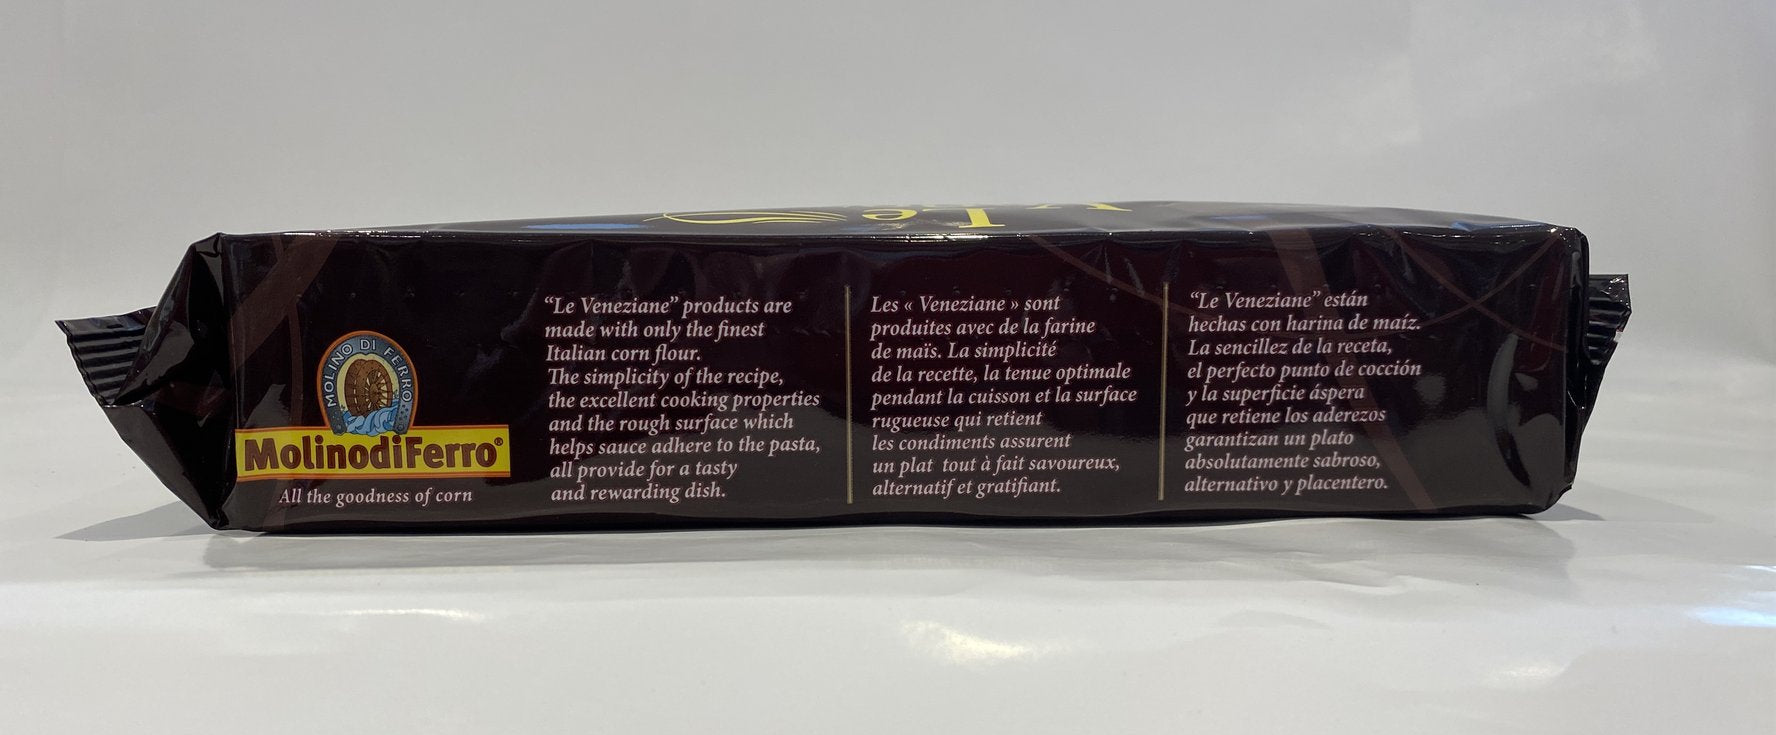 Le
MOLINO DI FERRO
MolinodiFerro®
All the goodness of corn
“Le Veneziane” products are
made with only the finest
Italian corn flour.
The simplicity of the recipe,
the excellent cooking properties
and the rough surface which
helps sauce adhere to the pasta,
all provide for a tasty
and rewarding dish.
Les « Veneziane » sont
produites avec de la farine
de maïs. La simplicité
de la recette, la tenue optimale
pendant la cuisson et la surface
rugueuse qui retient
les condiments assurent
un plat tout à fait savoureux,
alternatif et gratifiant.
“Le Veneziane” están
hechas con harina de maíz.
La sencillez de la receta,
el perfecto punto de cocción
y la superficie áspera
que retiene los aderezos
garantizan un plato
absolutamente sabroso,
alternativo y placentero.